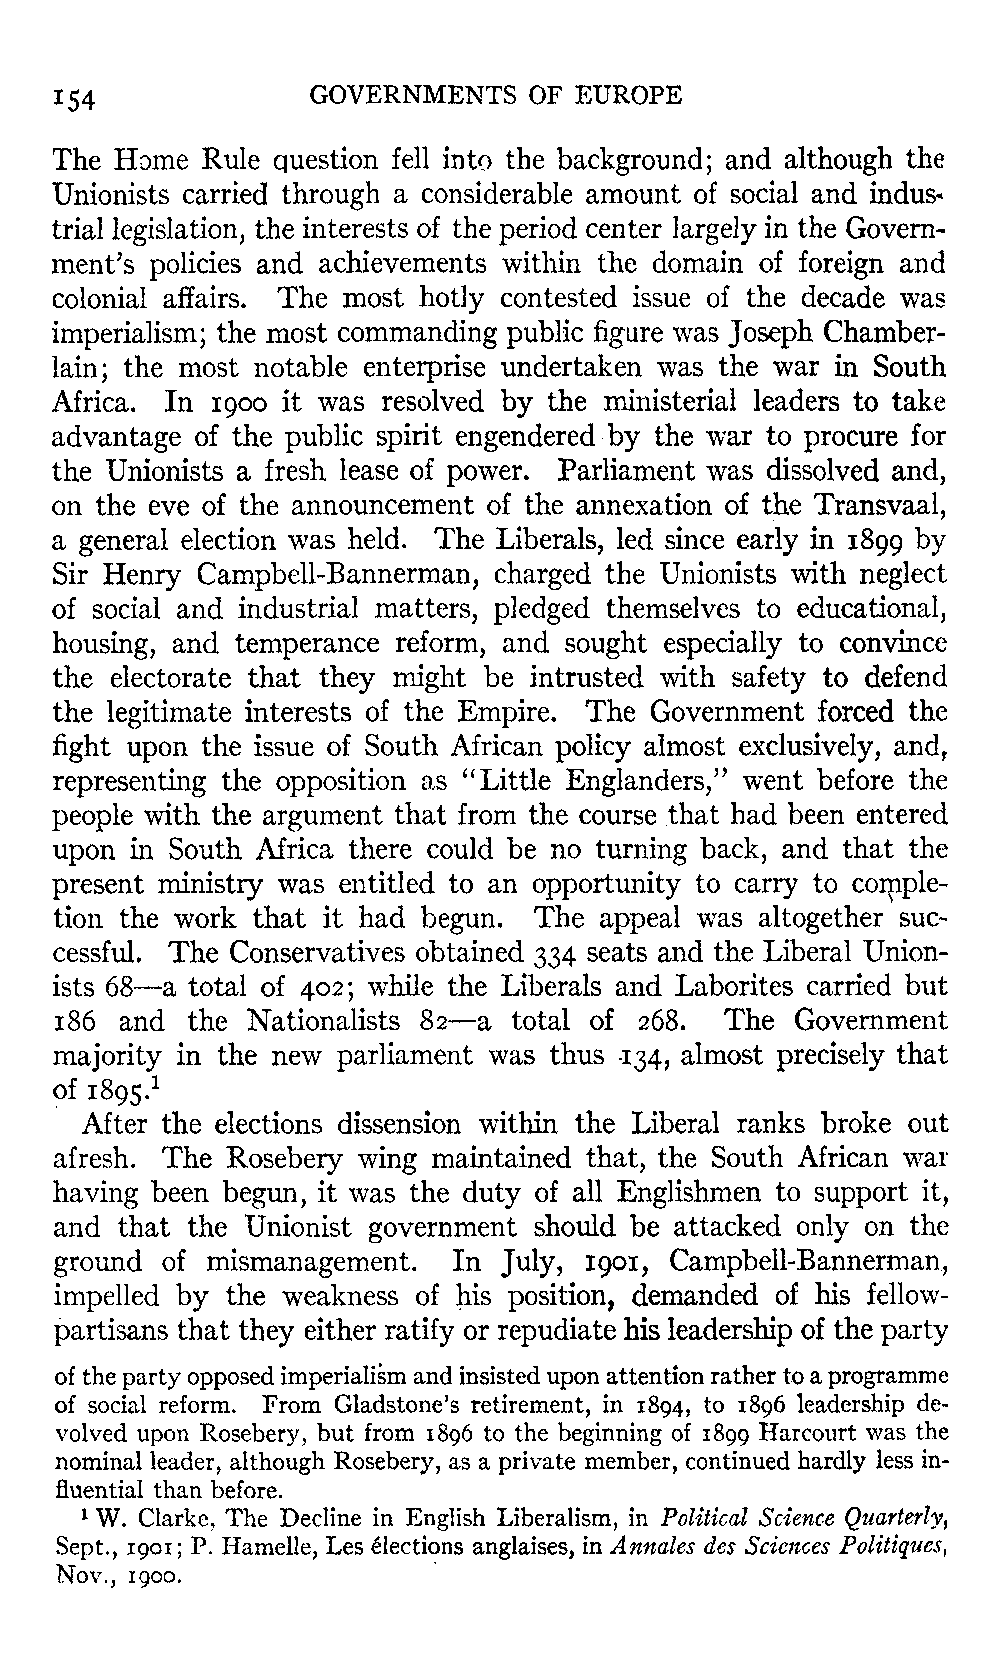 154 GOVERNMENTS OF EUROPE
The Home Rule question fell into the background; and although the
Unionists carried through a considerable amount of social and indus-
trial legislation, the interests of the period center largely in the Govern-
ment's policies and achievements within the domain of foreign and
colonial affairs. The most hotly contested issue of the decade was
imperialism; the most commanding public figure was Joseph Chamber-
lain; the most notable enterprise undertaken was the war in South
Africa. In 1900 it was resolved by the ministerial leaders to take
advantage of the public spirit engendered by the war to procure for
the Unionists a fresh lease of power. Parliament was dissolved and,
on the eve of the announcement of the annexation of the Transvaal,
a general election was held. The Liberals, led since early in 1899 by
Sir Henry Campbell-Bannerman, charged the Unionists with neglect
of social and industrial matters, pledged themselves to educational,
housing, and temperance reform, and sought especially to convince
the electorate that they might be intrusted with safety to defend
the legitimate interests of the Empire. The Government forced the
fight upon the issue of South African policy almost exclusively, and,
representing the opposition as "Little Englanders," went before the
people with the argument that from the course that had been entered
upon in South Africa there could be no turning back, and that the
present ministry was entitled to an opportunity to carry to comple-
tion the work that it had begun. The appeal was altogether suc-
cessful. The Conservatives obtained 334 seats and the Liberal Union-
ists 68—a total of 402; while the Liberals and Laborites carried but
186 and the Nationalists 82—a total of 268. The Government
majority in the new parliament was thus 134, almost precisely that
of 1895.¹
After the elections dissension within the Liberal ranks broke out
afresh. The Rosebery wing maintained that, the South African war
having been begun, it was the duty of all Englishmen to support it,
and that the Unionist government should be attacked only on the
ground of mismanagement. In July, 1901, Campbell-Bannerman,
impelled by the weakness of his position, demanded of his fellow-
partisans that they either ratify or repudiate his leadership of the party
of the party opposed imperialism and insisted upon attention rather to a programme
of social reform. From Gladstone's retirement, in 1894, to 1896 leadership de-
volved upon Rosebery, but from 1896 to the beginning of 1899 Harcourt was the
nominal leader, although Rosebery, as a private member, continued hardly less in-
fluential than before.
¹ W. Clarke, The Decline in English Liberalism, in Political Science Quarterly,
Sept., 1901; P. Hamelle, Les élections anglaises, in Annales des Sciences Politiques,
Nov., 1900.